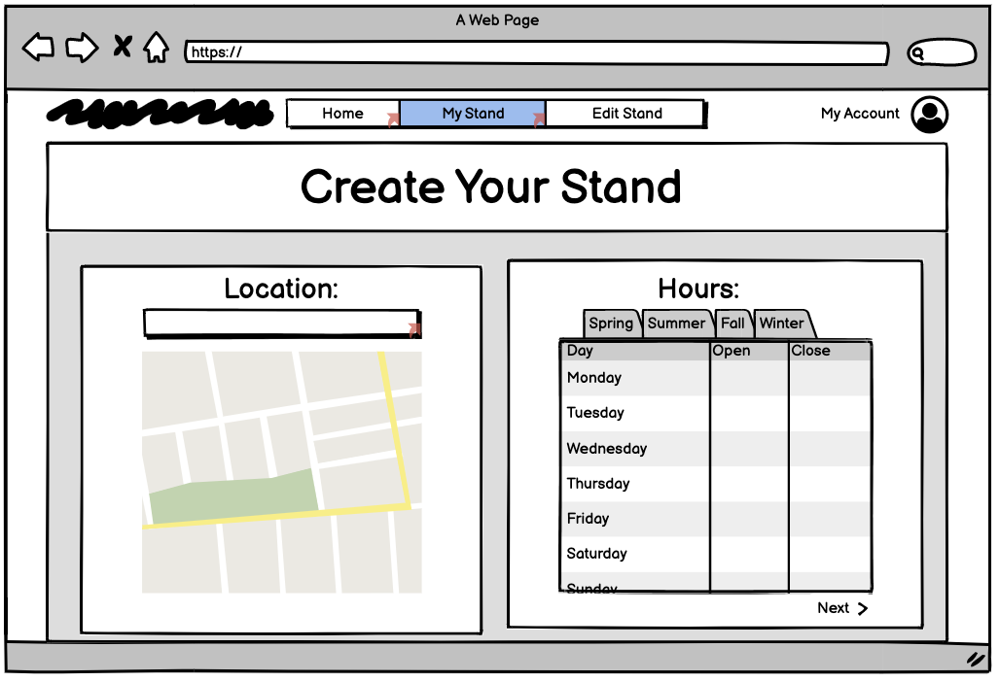 A Web Page
https://
Home My Stand Edit Stand My Account
Create Your Stand
Location:
Hours:
Spring Summer Fall Winter
Day Open Close
Monday
Tuesday
Wednesday
Thursday
Friday
Saturday
Sunday
Next